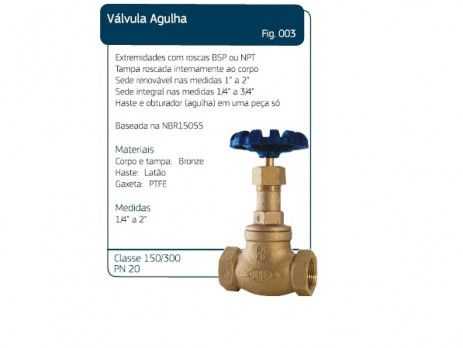 Válvula Agulha
Fig. 003
Extremidades com roscas BSP ou NPT
Tampa roscada internamente ao corpo
Sede renovável nas medidas 1" a 2"
Sede integral nas medidas 1/4" a 3/4"
Haste e obturador (agulha) em uma peça só
Baseada na NBR15055
Materiais
Corpo e tampa: Bronze
Haste: Latão
Gaxeta: PTFE
Medidas
1/4" a 2"
Classe 150/300
PN 20